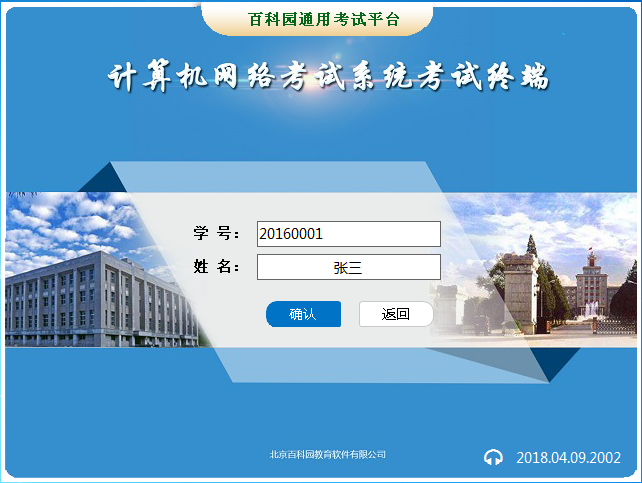 百科园通用考试平台
计算机网络考试系统考试终端
学 号： 20160001
姓 名： 张三
确认 返回
北京百科园教育软件有限公司
2018.04.09.2002